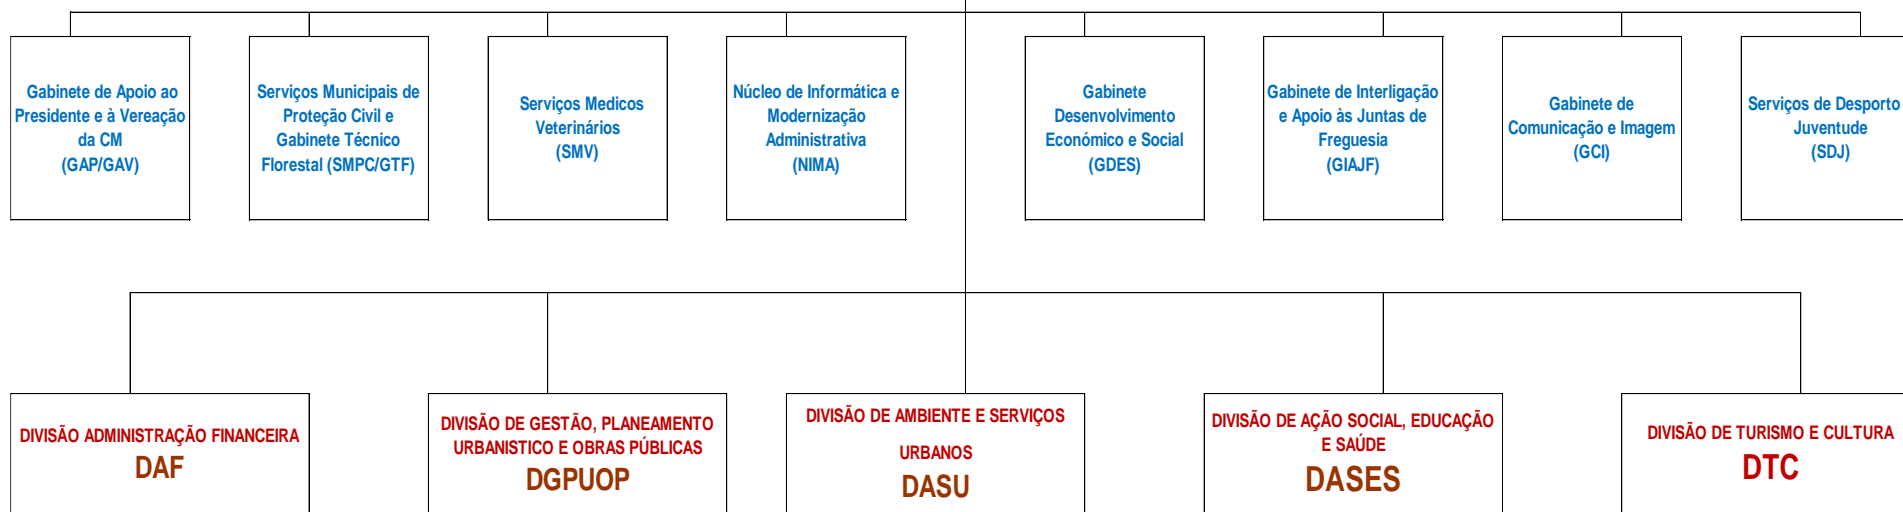 Gabinete de Apoio ao
Presidente e à Vereação
da CM
(GAP/GAV)
Serviços Municipais de
Proteção Civil e
Gabinete Técnico
Florestal (SMPC/GTF)
Serviços Medicos
Veterinários
(SMV)
Núcleo de Informática e
Modernização
Administrativa
(NIMA)
Gabinete
Desenvolvimento
Económico e Social
(GDES)
Gabinete de Interligação
e Apoio às Juntas de
Freguesia
(GIAJF)
Gabinete de
Comunicação e Imagem
(GCI)
Serviços de Desporto
Juventude
(SDJ)
DIVISÃO ADMINISTRAÇÃO FINANCEIRA
DAF
DIVISÃO DE GESTÃO, PLANEAMENTO
URBANISTICO E OBRAS PÚBLICAS
DGPUOP
DIVISÃO DE AMBIENTE E SERVIÇOS
URBANOS
DASU
DIVISÃO DE AÇÃO SOCIAL, EDUCAÇÃO
E SAÚDE
DASES
DIVISÃO DE TURISMO E CULTURA
DTC